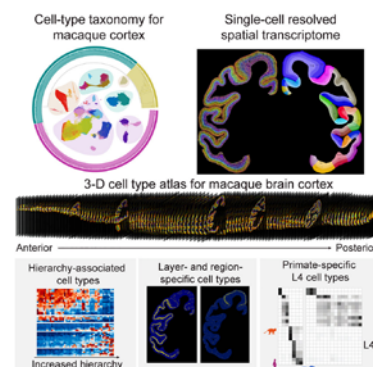 Cell-type taxonomy for
macaque cortex
Single-cell resolved
spatial transcriptome
3-D cell type atlas for macaque brain cortex
Anterior
Posterio
Hierarchy-associated
cell types
Increased hierarchy
Layer- and region-
specific cell types
Primate-specific
L4 cell types
L4